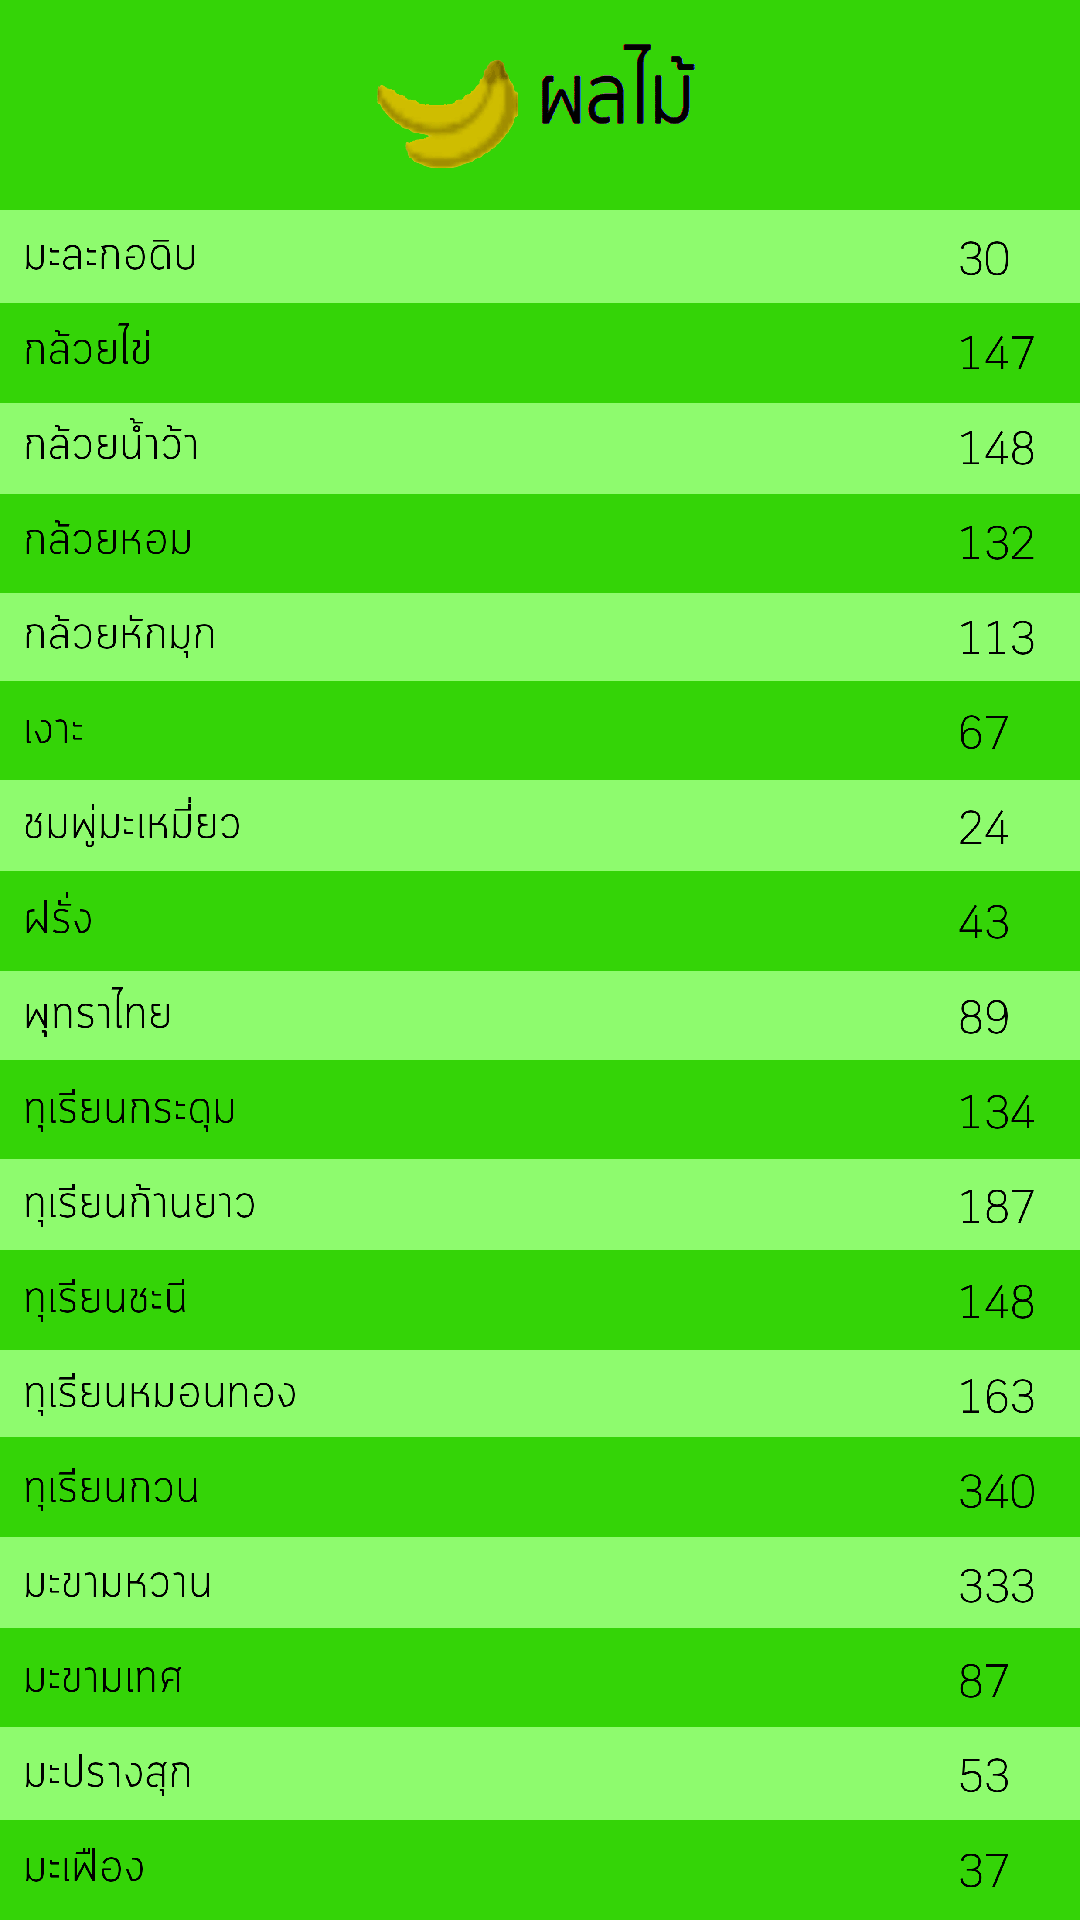 ผลไม้
มะละกอดิบ 30
กล้วยไข่ 147
กล้วยน้ำว้า 148
กล้วยหอม 132
กล้วยหักมุก 113
เงาะ 67
ชมพู่มะเหมี่ยว 24
ฝรั่ง 43
พุทราไทย 89
ทุเรียนกระดุม 134
ทุเรียนก้านยาว 187
ทุเรียนชะนี 148
ทุเรียนหมอนทอง 163
ทุเรียนกวน 340
มะขามหวาน 333
มะขามเทศ 87
มะปรางสุก 53
มะเฟือง 37